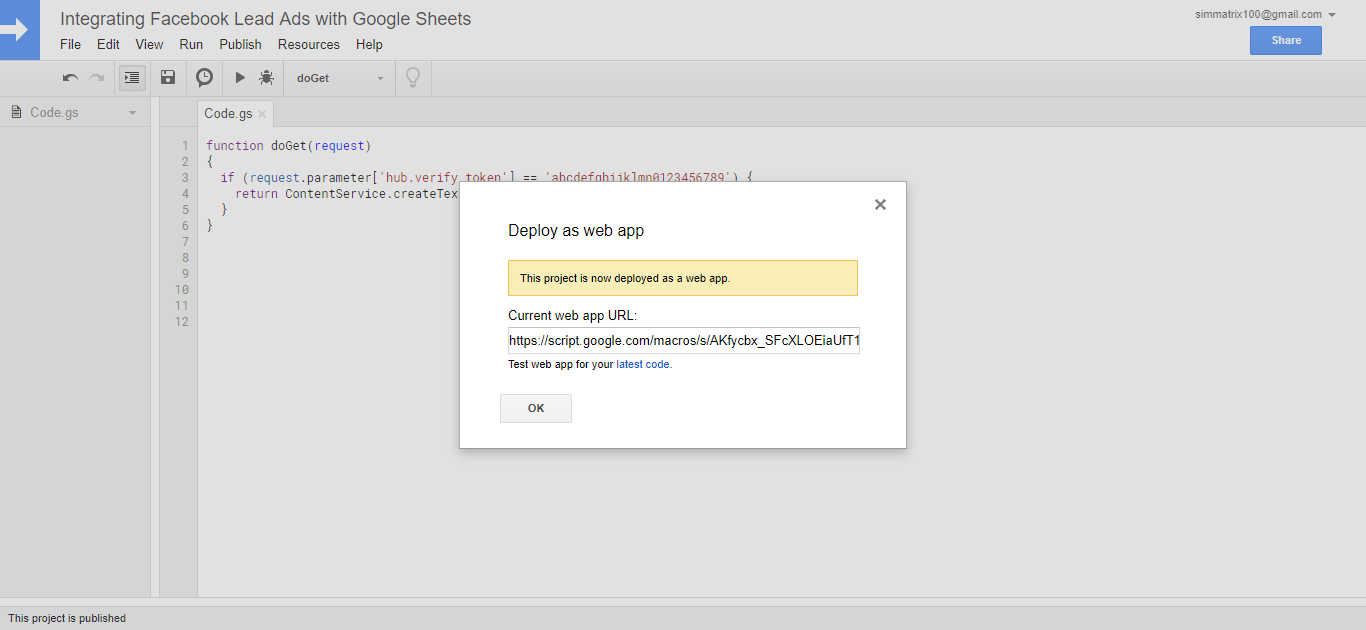 Integrating Facebook Lead Ads with Google Sheets
simmatrix100@gmail.com
File Edit View Run Publish Resources Help
Share
doGet
Code.gs
Code.gs
1 function doGet(request)
2 {
3 if (request.parameter['hub.verify_token'] == 'abcdefghijklmn0123456789') {
4 return ContentService.createTex
5 }
6 }
7
8
9
10
11
12
Deploy as web app
This project is now deployed as a web app.
Current web app URL:
https://script.google.com/macros/s/AKfycbx_SFcXLOEiaUfT1
Test web app for your latest code.
OK
This project is published